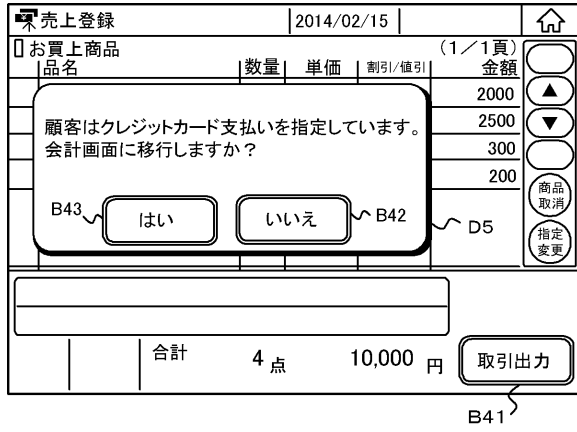 売上登録 2014/02/15
お買上商品 (1/1頁)
品名 数量 単価 割引/値引 金額
2000
2500
300
200
顧客はクレジットカード支払いを指定しています。
会計画面に移行しますか?
B43 はい いいえ B42
D5
▲
▼
商品
取消
指定
変更
合計 4点 10,000 円
取引出力
B41